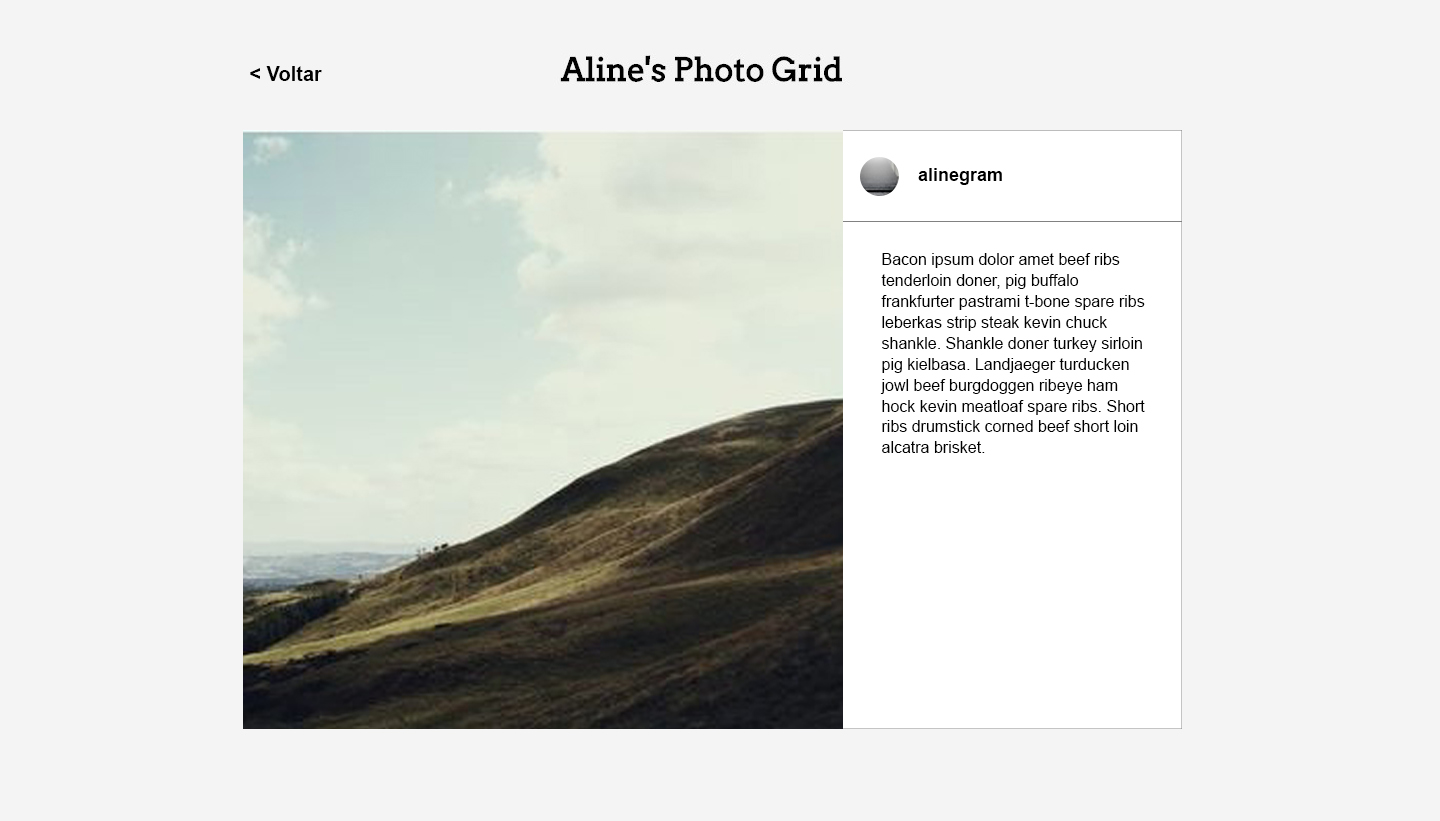 < Voltar
Aline's Photo Grid
alinegram
Bacon ipsum dolor amet beef ribs
tenderloin doner, pig buffalo
frankfurter pastrami t-bone spare ribs
leberkas strip steak kevin chuck
shankle. Shankle doner turkey sirloin
pig kielbasa. Landjaeger turducken
jowl beef burgdoggen ribeye ham
hock kevin meatloaf spare ribs. Short
ribs drumstick corned beef short loin
alcatra brisket.